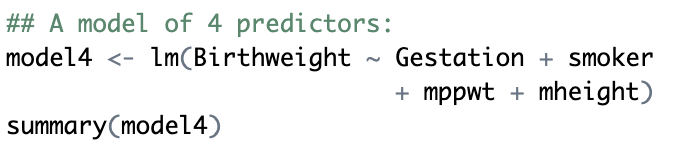 ## A model of 4 predictors:
model4 <- lm(Birthweight ~ Gestation + smoker
+ mppwt + mheight)
summary(model4)